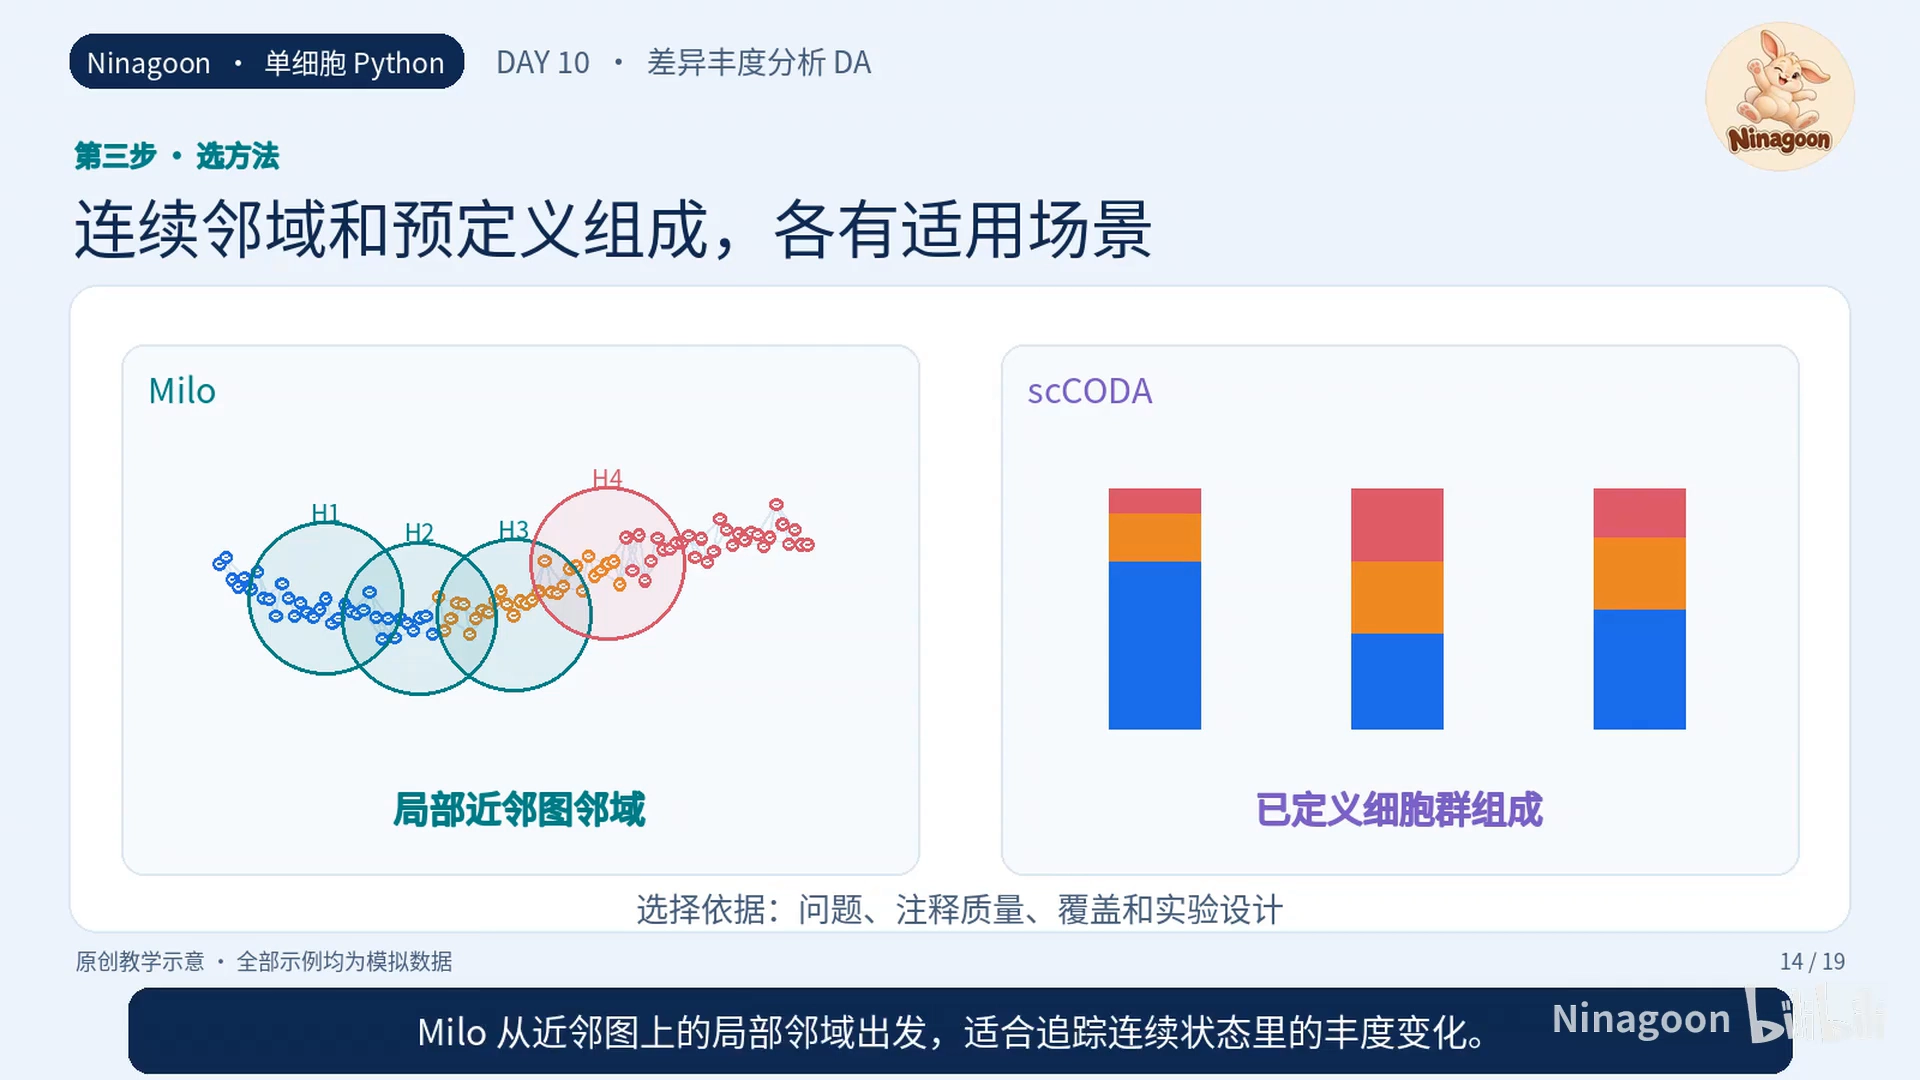 Ninagoon · 单细胞 Python
DAY 10 · 差异丰度分析 DA
Ninagoon
第三步 · 选方法
连续邻域和预定义组成，各有适用场景
Milo
H1
H2
H3
H4
局部近邻图邻域
scCODA
已定义细胞群组成
选择依据：问题、注释质量、覆盖和实验设计
原创教学示意 · 全部示例均为模拟数据
14 / 19
Milo 从近邻图上的局部邻域出发，适合追踪连续状态里的丰度变化。
Ninagoon bilibili